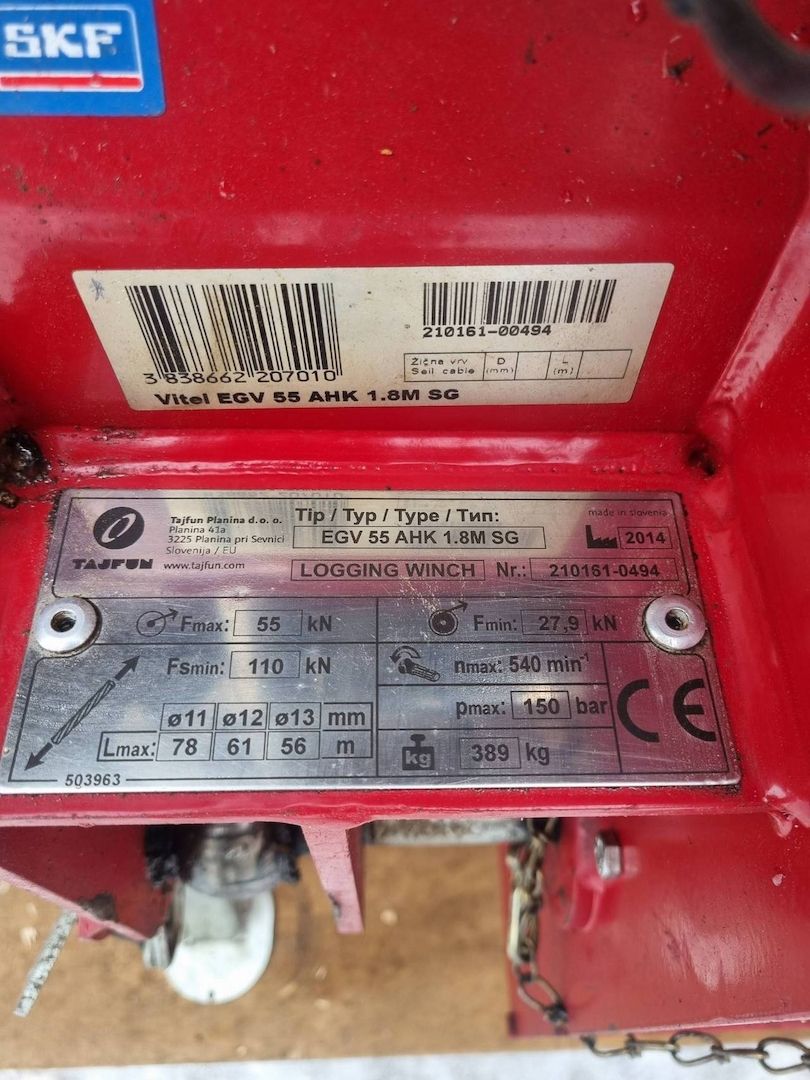 SKF
210161-00494
3 838662 207010
Žična vrv
Seil cable
D
(mm)
L
(m)
Vitel EGV 55 AHK 1.8M SG
TAJFUN
Tajfun Planina d. o. o.
Planina 41a
3225 Planina pri Sevnici
Slovenija / EU
www.tajfun.com
Tip / Typ / Type / Тип:
EGV 55 AHK 1.8M SG
made in slovenia
2014
LOGGING WINCH Nr.: 210161-0494
Fmax: 55 kN
Fmin: 27,9 kN
Fsmin: 110 kN
nmax: 540 min⁻¹
pmax: 150 bar
ø11 ø12 ø13 mm
Lmax: 78 61 56 m
kg 389 kg
CE
503963